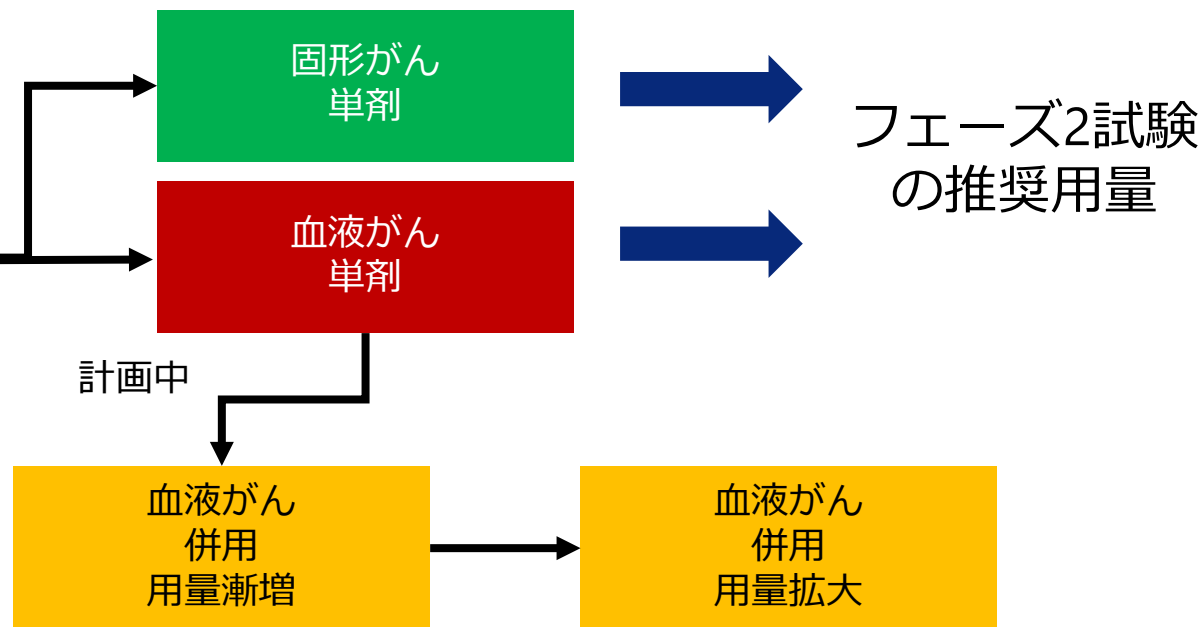 固形がん
単剤
フェーズ2試験
の推奨用量
血液がん
単剤
計画中
血液がん
併用
用量漸増
血液がん
併用
用量拡大